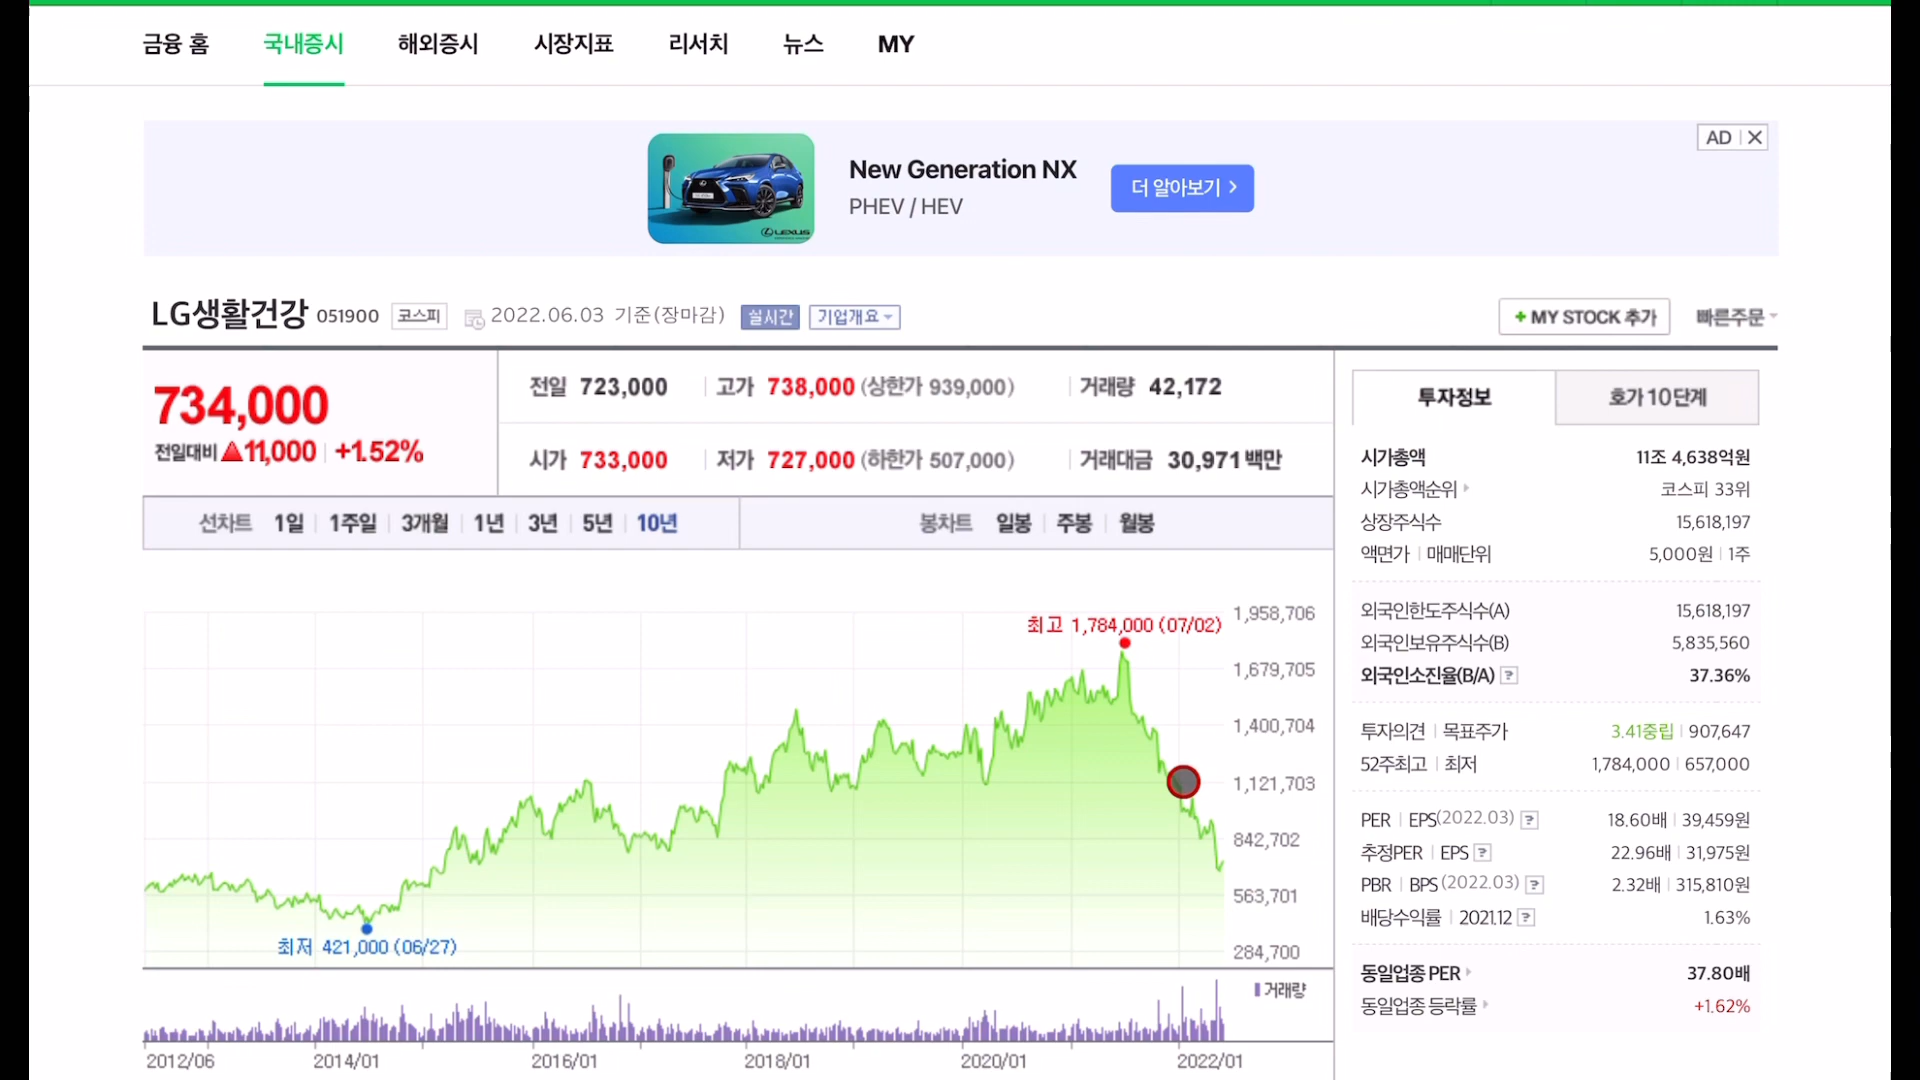 금융 홈 국내증시 해외증시 시장지표 리서치 뉴스 MY
AD
New Generation NX
PHEV / HEV
더 알아보기
LEXUS
LG생활건강 051900 코스피 2022.06.03 기준(장마감) 실시간 기업개요
+ MY STOCK 추가 빠른주문
734,000
전일대비 ▲11,000 +1.52%
전일 723,000 고가 738,000 (상한가 939,000) 거래량 42,172
시가 733,000 저가 727,000 (하한가 507,000) 거래대금 30,971 백만
선차트 1일 1주일 3개월 1년 3년 5년 10년 봉차트 일봉 주봉 월봉
최고 1,784,000 (07/02)
최저 421,000 (06/27)
1,958,706
1,679,705
1,400,704
1,121,703
842,702
563,701
284,700
거래량
2012/06 2014/01 2016/01 2018/01 2020/01 2022/01
투자정보 호가 10단계
시가총액 11조 4,638억원
시가총액순위 코스피 33위
상장주식수 15,618,197
액면가 매매단위 5,000원 1주
외국인한도주식수(A) 15,618,197
외국인보유주식수(B) 5,835,560
외국인소진율(B/A) ? 37.36%
투자의견 목표주가 3.41중립 907,647
52주최고 최저 1,784,000 657,000
PER EPS(2022.03) ? 18.60배 39,459원
추정PER EPS ? 22.96배 31,975원
PBR BPS (2022.03) ? 2.32배 315,810원
배당수익률 2021.12 ? 1.63%
동일업종 PER 37.80배
동일업종 등락률 +1.62%